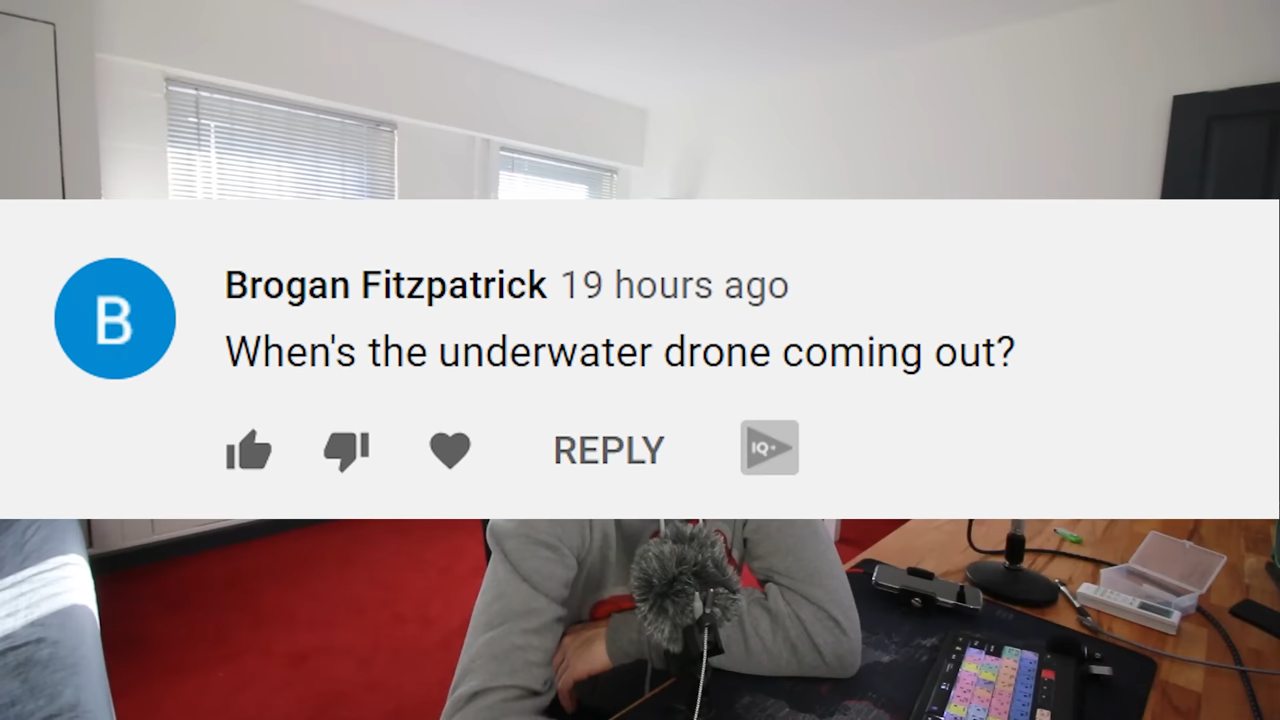 B
Brogan Fitzpatrick 19 hours ago
When's the underwater drone coming out?
REPLY
IQ+